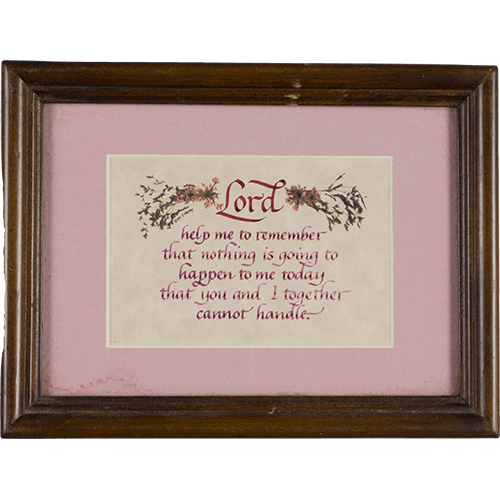 Lord
help me to remember
that nothing is going to
happen to me today
that you and I together
cannot handle.